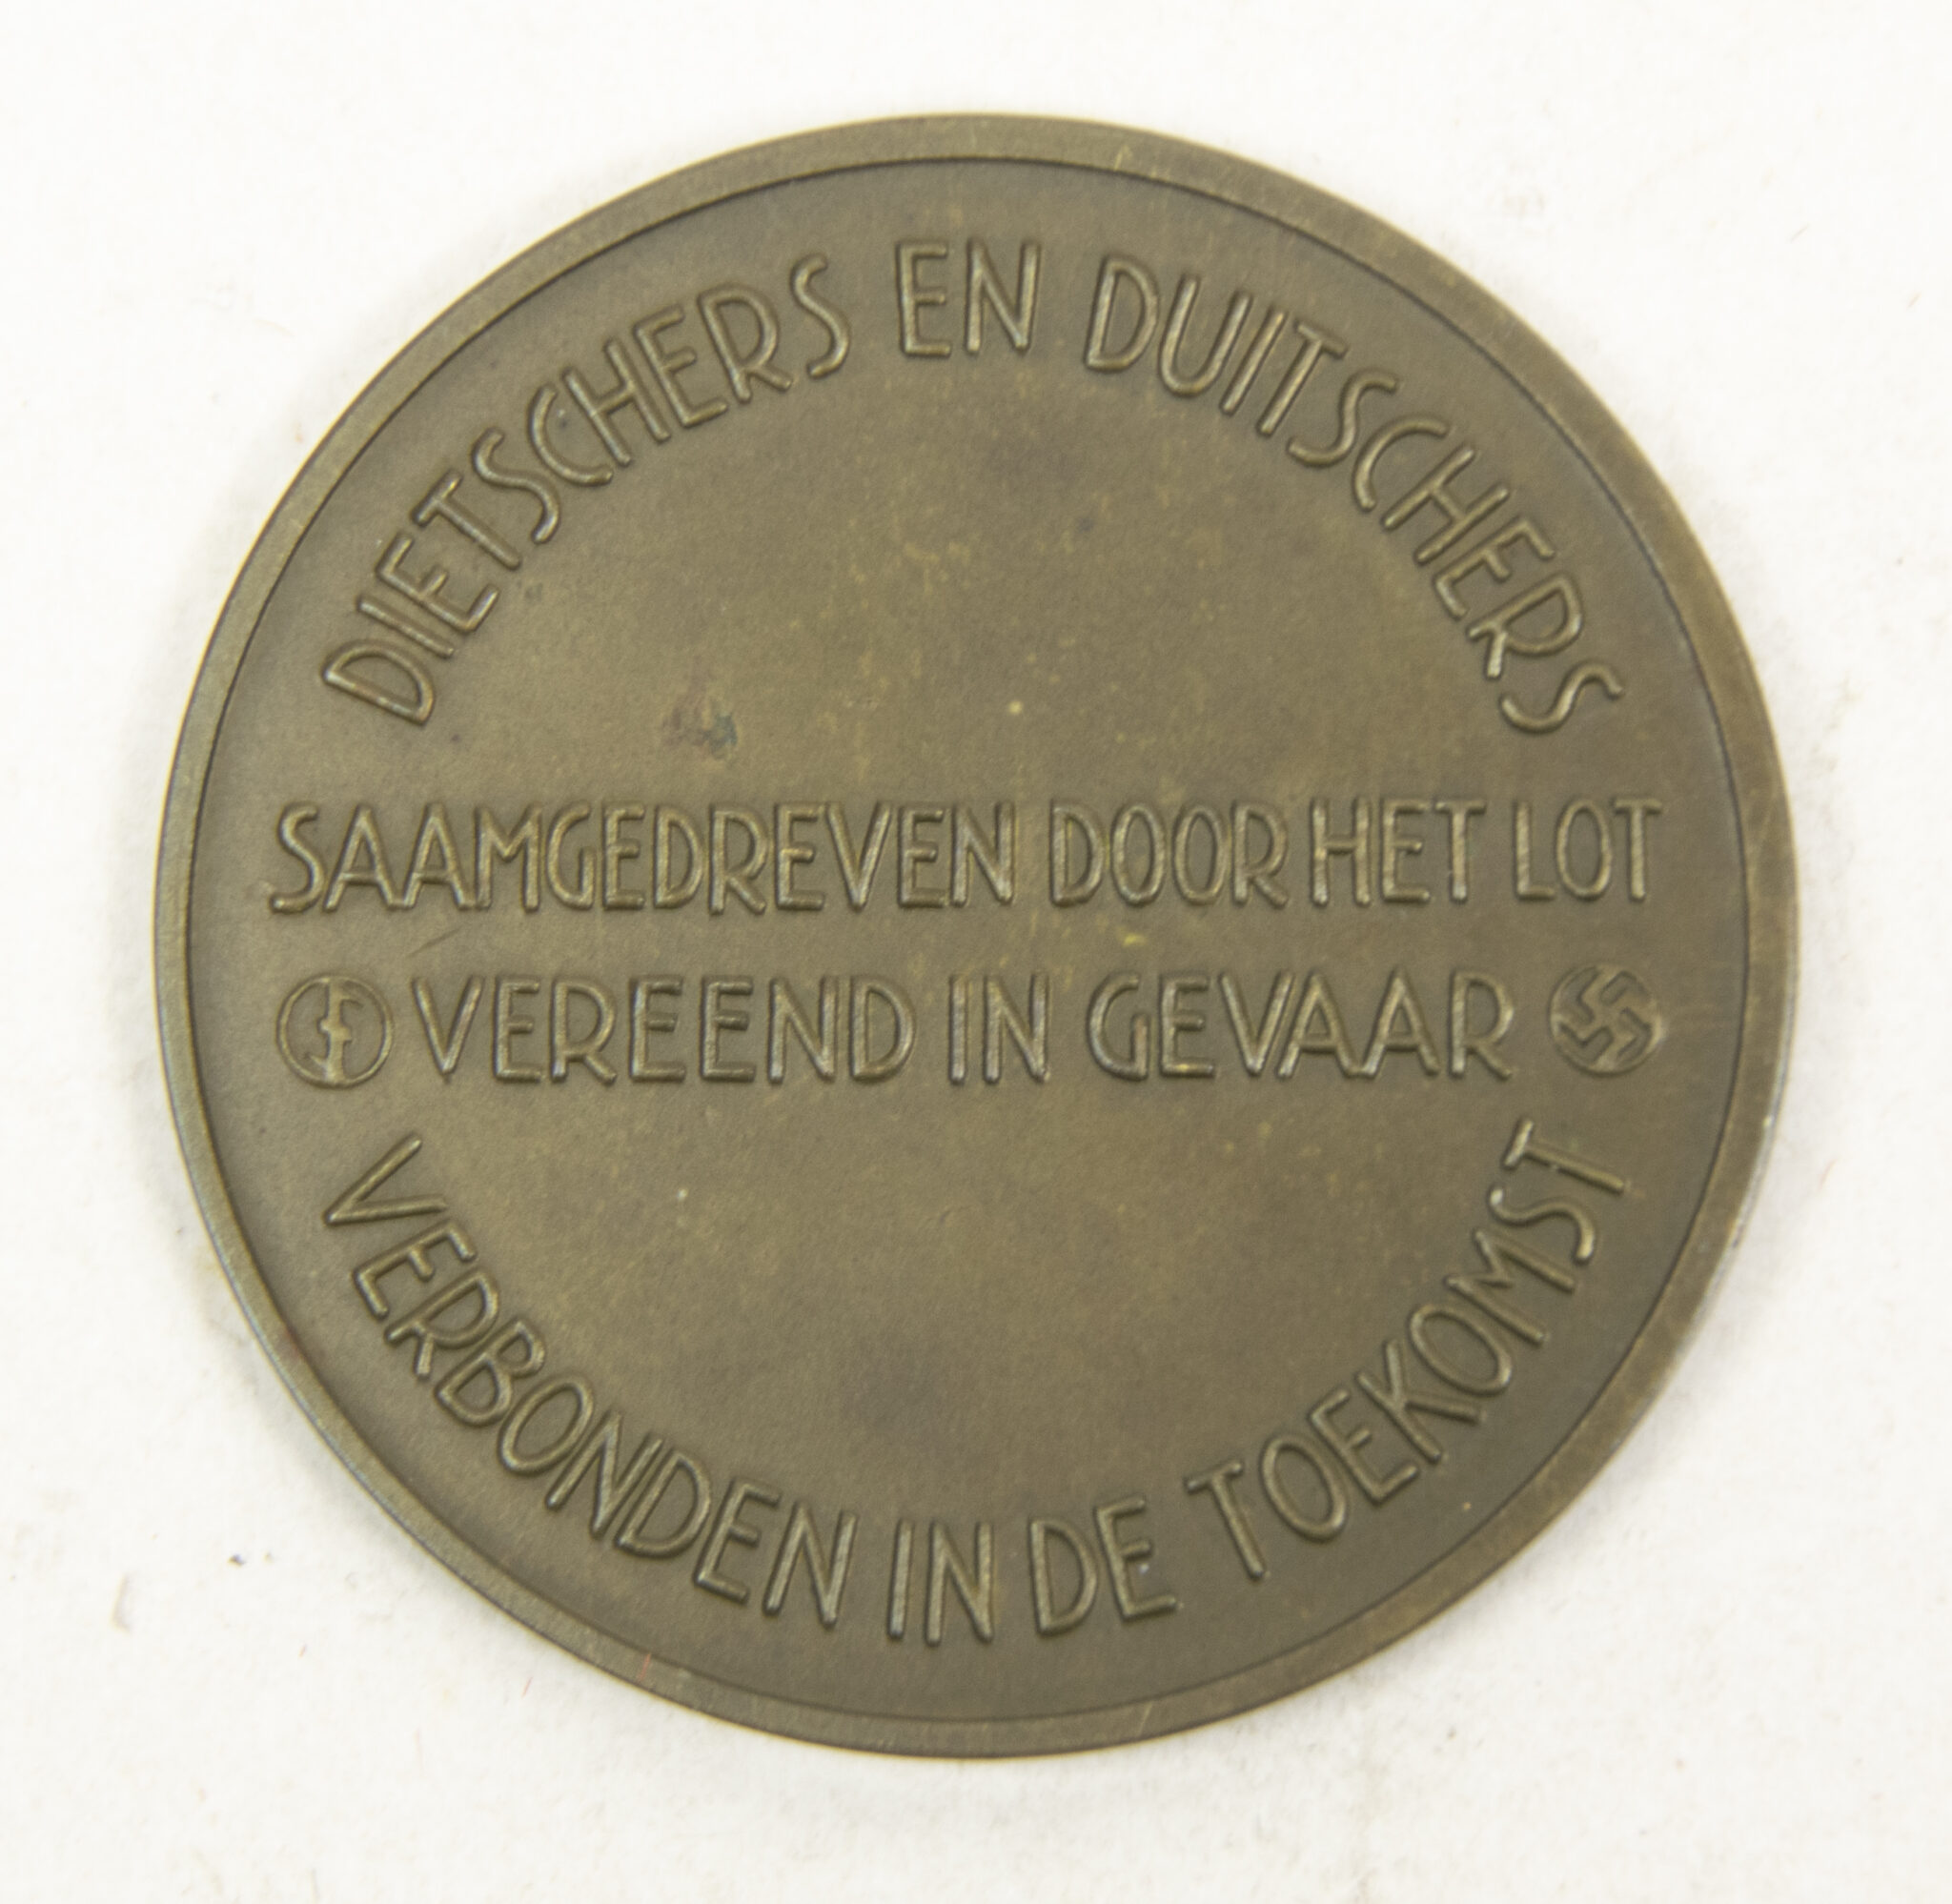 DIETSCHERS EN DUITSCHERS
SAAMGEDREVEN DOOR HET LOT
VEREEND IN GEVAAR
VERBONDEN IN DE TOEKOMST